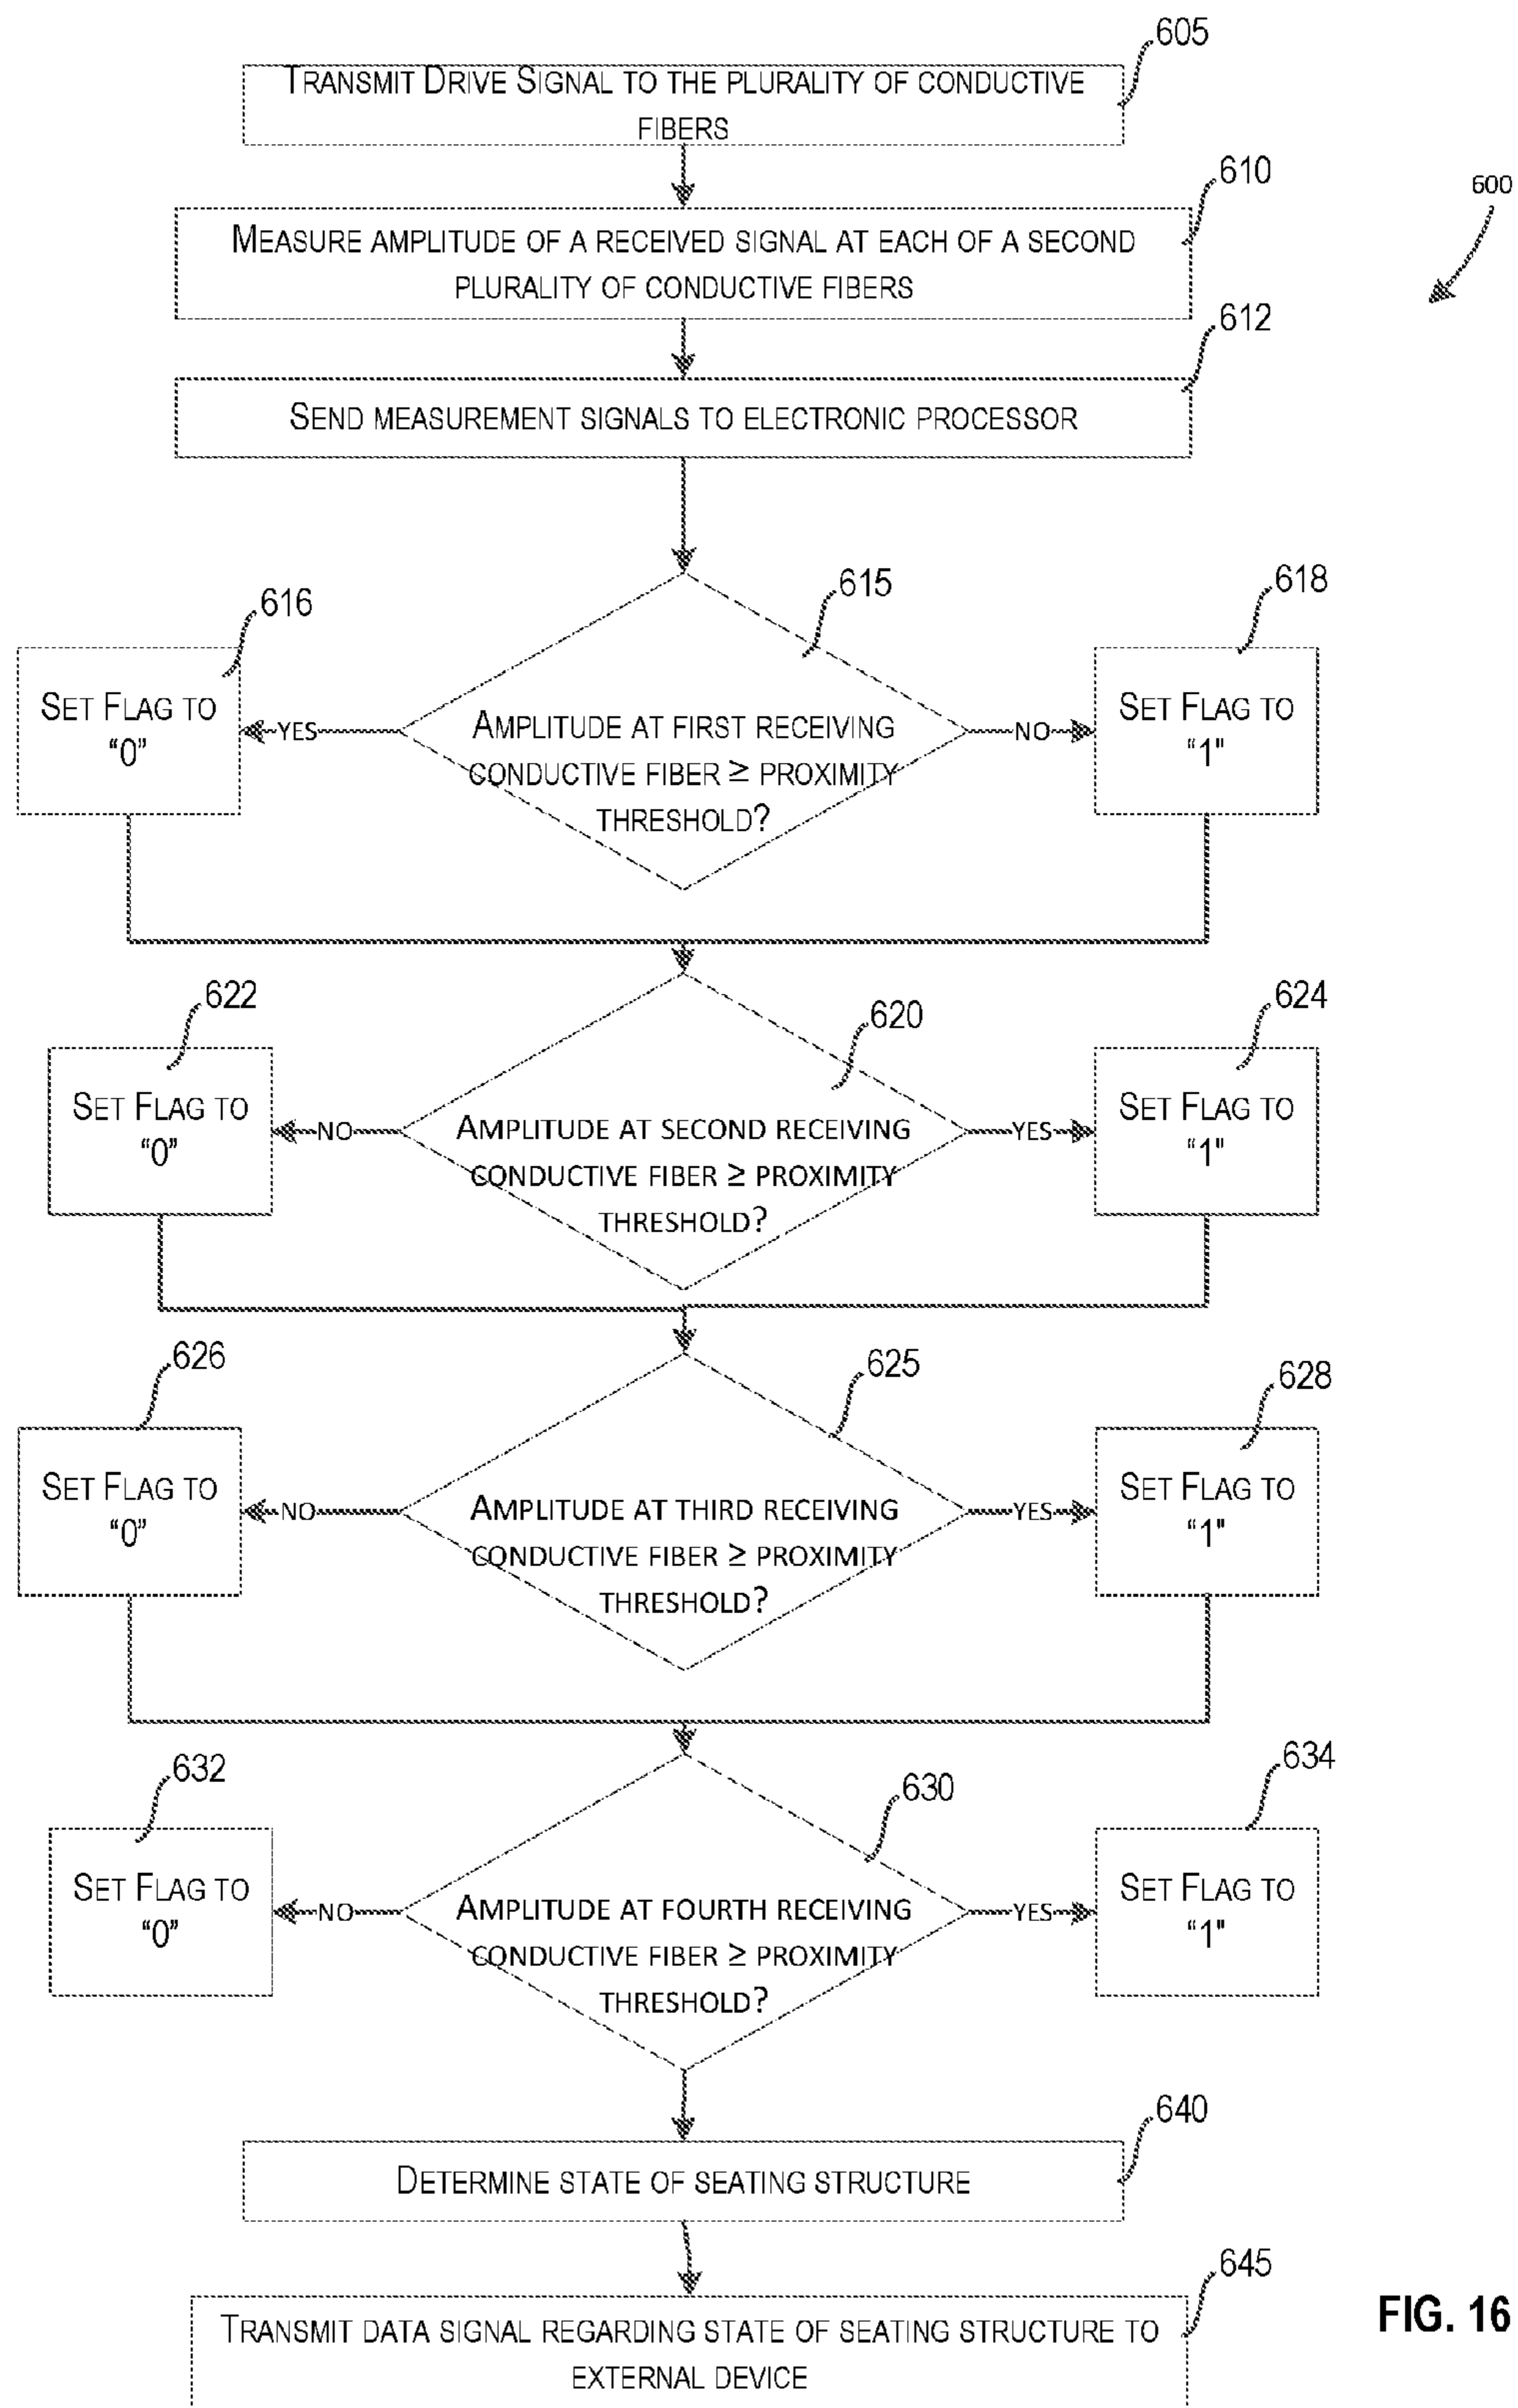 605
TRANSMIT DRIVE SIGNAL TO THE PLURALITY OF CONDUCTIVE
FIBERS
610
600
MEASURE AMPLITUDE OF A RECEIVED SIGNAL AT EACH OF A SECOND
PLURALITY OF CONDUCTIVE FIBERS
612
SEND MEASUREMENT SIGNALS TO ELECTRONIC PROCESSOR
615
616
618
SET FLAG TO
“0”
YES
AMPLITUDE AT FIRST RECEIVING
CONDUCTIVE FIBER ≥ PROXIMITY
THRESHOLD?
NO
SET FLAG TO
“1"
622
620
624
SET FLAG TO
“0”
NO
AMPLITUDE AT SECOND RECEIVING
CONDUCTIVE FIBER ≥ PROXIMITY
THRESHOLD?
YES
SET FLAG TO
“1"
626
625
628
SET FLAG TO
“0”
NO
AMPLITUDE AT THIRD RECEIVING
CONDUCTIVE FIBER ≥ PROXIMITY
THRESHOLD?
YES
SET FLAG TO
“1"
632
630
634
SET FLAG TO
“0”
NO
AMPLITUDE AT FOURTH RECEIVING
CONDUCTIVE FIBER ≥ PROXIMITY
THRESHOLD?
YES
SET FLAG TO
“1"
640
DETERMINE STATE OF SEATING STRUCTURE
645
TRANSMIT DATA SIGNAL REGARDING STATE OF SEATING STRUCTURE TO
EXTERNAL DEVICE
FIG. 16